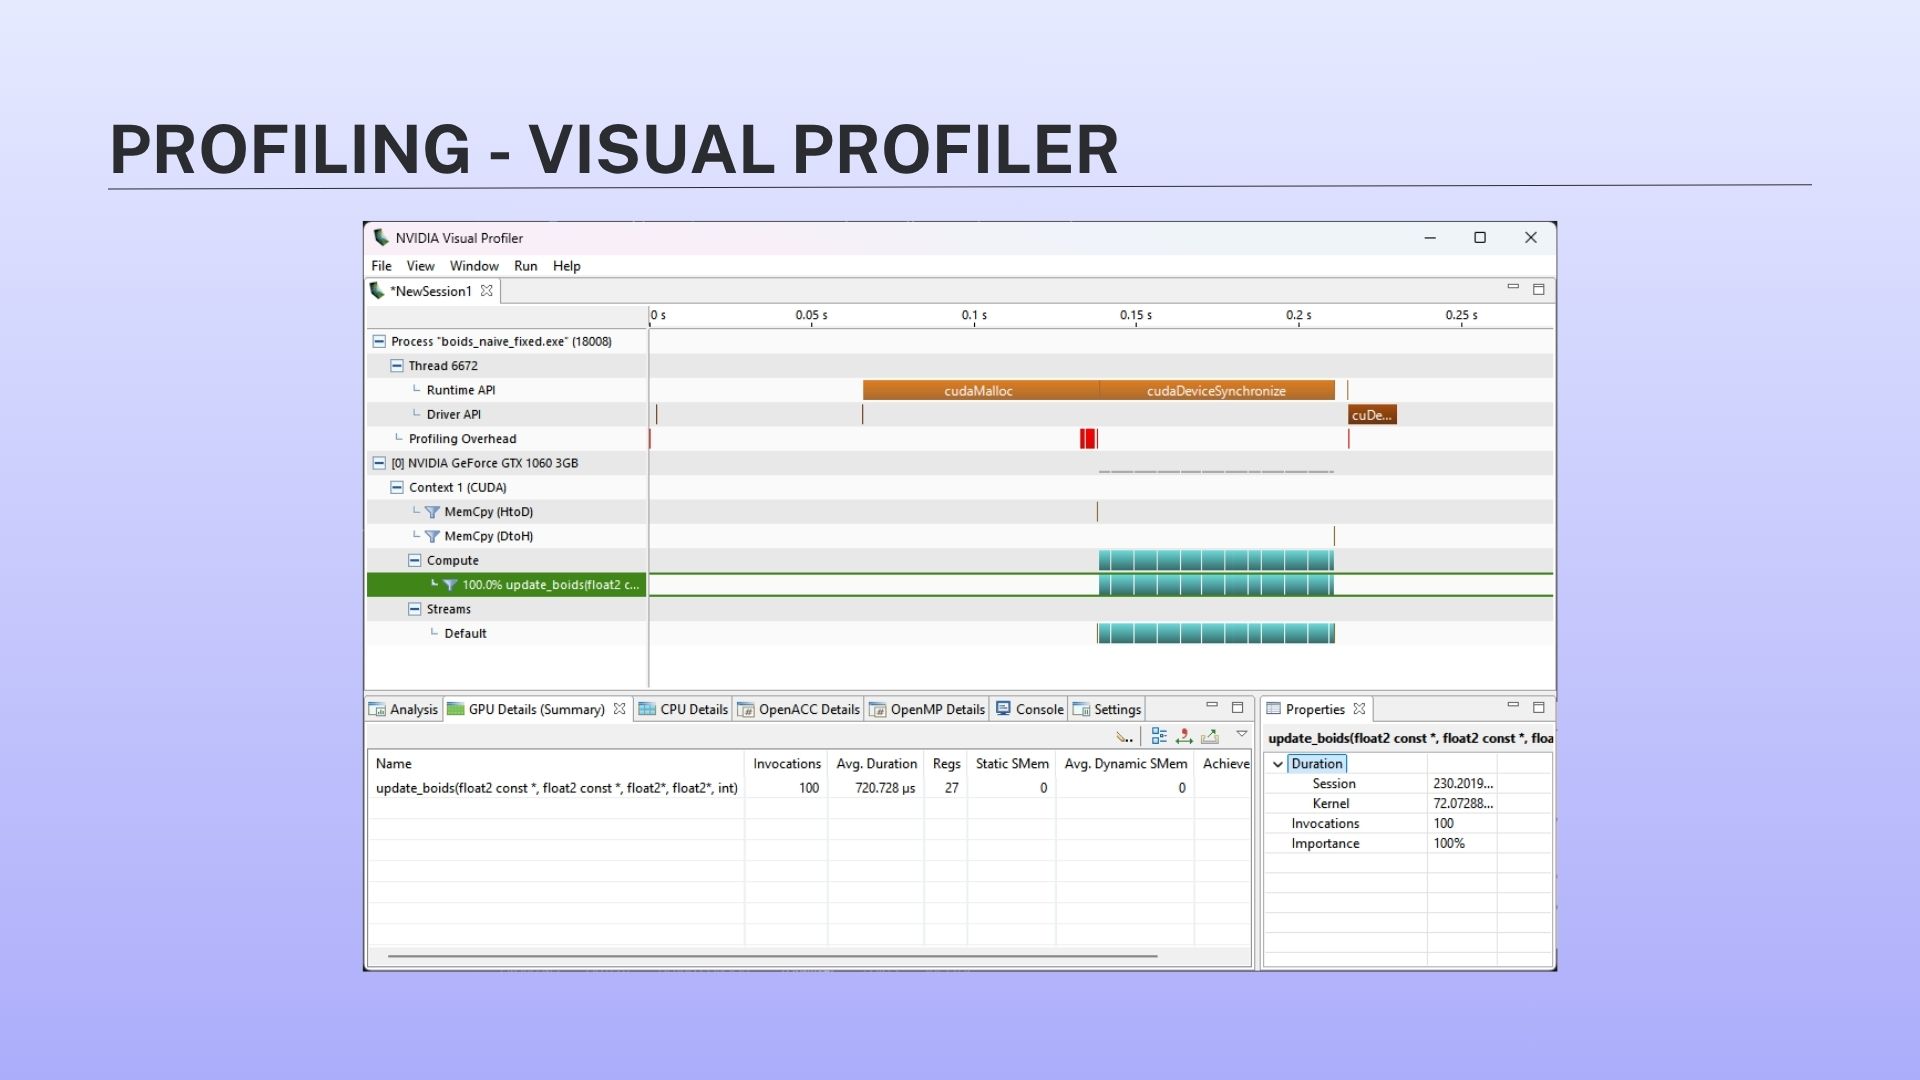 PROFILING - VISUAL PROFILER
NVIDIA Visual Profiler
File View Window Run Help
*NewSession1
0 s 0.05 s 0.1 s 0.15 s 0.2 s 0.25 s
Process "boids_naive_fixed.exe" (18008)
Thread 6672
Runtime API cudaMalloc cudaDeviceSynchronize
Driver API cuDe...
Profiling Overhead
[0] NVIDIA GeForce GTX 1060 3GB
Context 1 (CUDA)
MemCpy (HtoD)
MemCpy (DtoH)
Compute
100.0% update_boids(float2 c...
Streams
Default
Analysis GPU Details (Summary) CPU Details OpenACC Details OpenMP Details Console Settings
Name Invocations Avg. Duration Regs Static SMem Avg. Dynamic SMem Achieve
update_boids(float2 const *, float2 const *, float2*, float2*, int) 100 720.728 µs 27 0 0
Properties
update_boids(float2 const *, float2 const *, floa
Duration
Session 230.2019...
Kernel 72.07288...
Invocations 100
Importance 100%